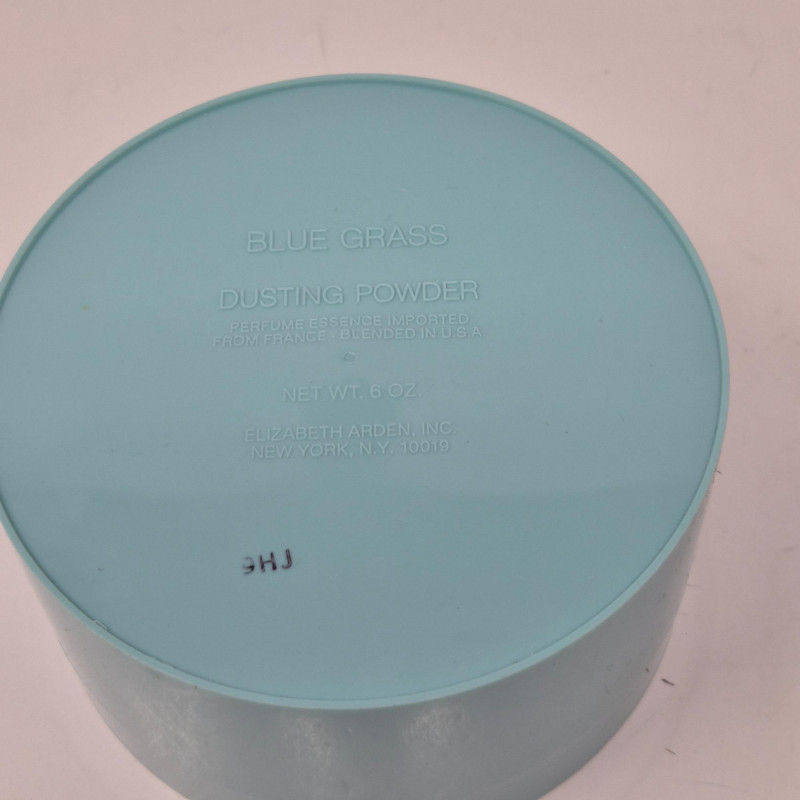 BLUE GRASS
DUSTING POWDER
PERFUME ESSENCE IMPORTED
FROM FRANCE · BLENDED IN U.S.A.
NET WT. 6 OZ.
ELIZABETH ARDEN, INC.
NEW YORK, N.Y. 10019
9HJ